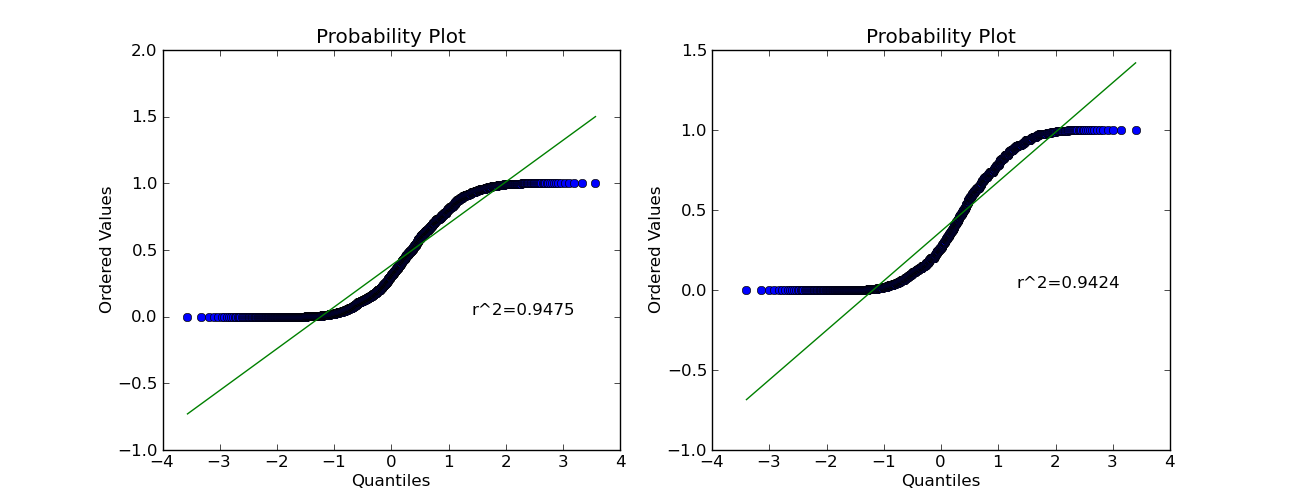 Probability Plot
2.0
1.5
1.0
0.5
0.0
−0.5
−1.0
Ordered Values
r^2=0.9475
−4 −3 −2 −1 0 1 2 3 4
Quantiles
Probability Plot
1.5
1.0
0.5
0.0
−0.5
−1.0
Ordered Values
r^2=0.9424
−4 −3 −2 −1 0 1 2 3 4
Quantiles